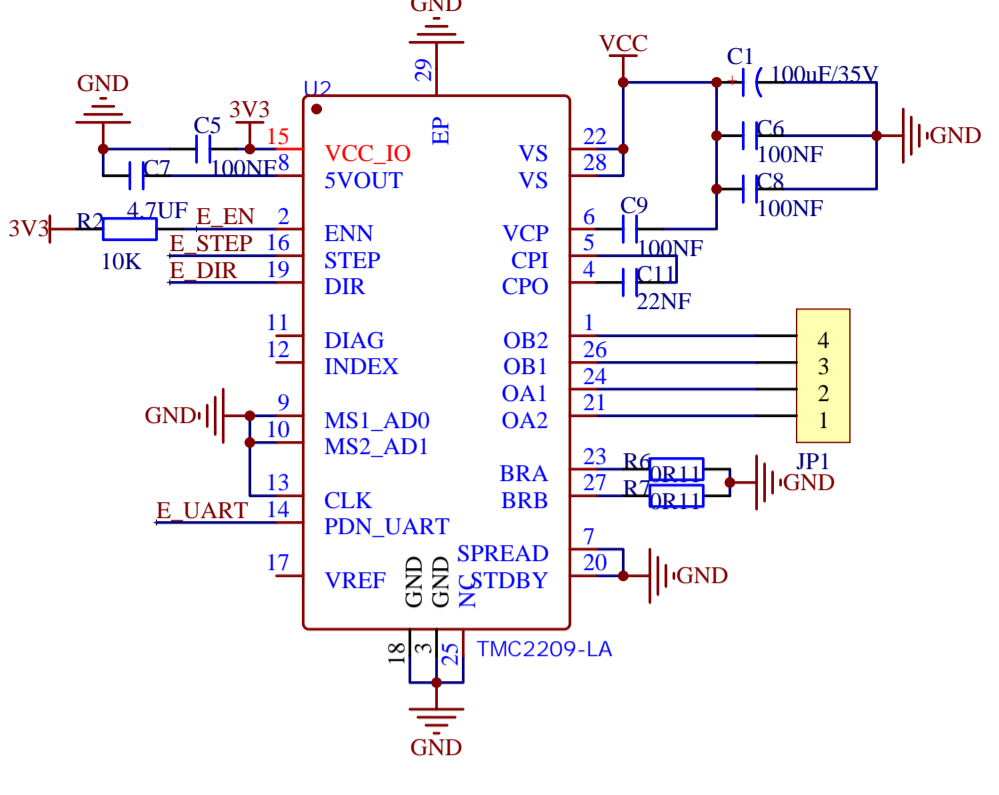 GND
29
VCC
C1
100uF/35V
GND
U2
3V3
C5
15
VCC_IO
EP
VS
22
C6
100NF
GND
C7
100NF
8
5VOUT
VS
28
C8
100NF
4.7UF
3V3
R2
10K
E_EN
2
ENN
VCP
6
C9
100NF
E_STEP
16
STEP
CPI
5
E_DIR
19
DIR
CPO
4
C11
22NF
11
DIAG
OB2
1
4
12
INDEX
OB1
26
3
OA1
24
2
GND
9
MS1_AD0
OA2
21
1
10
MS2_AD1
JP1
BRA
23
R6
0R11
GND
13
CLK
BRB
27
R7
0R11
E_UART
14
PDN_UART
SPREAD
7
17
VREF
GND
GND
NC
STDBY
20
GND
18
3
25
TMC2209-LA
GND